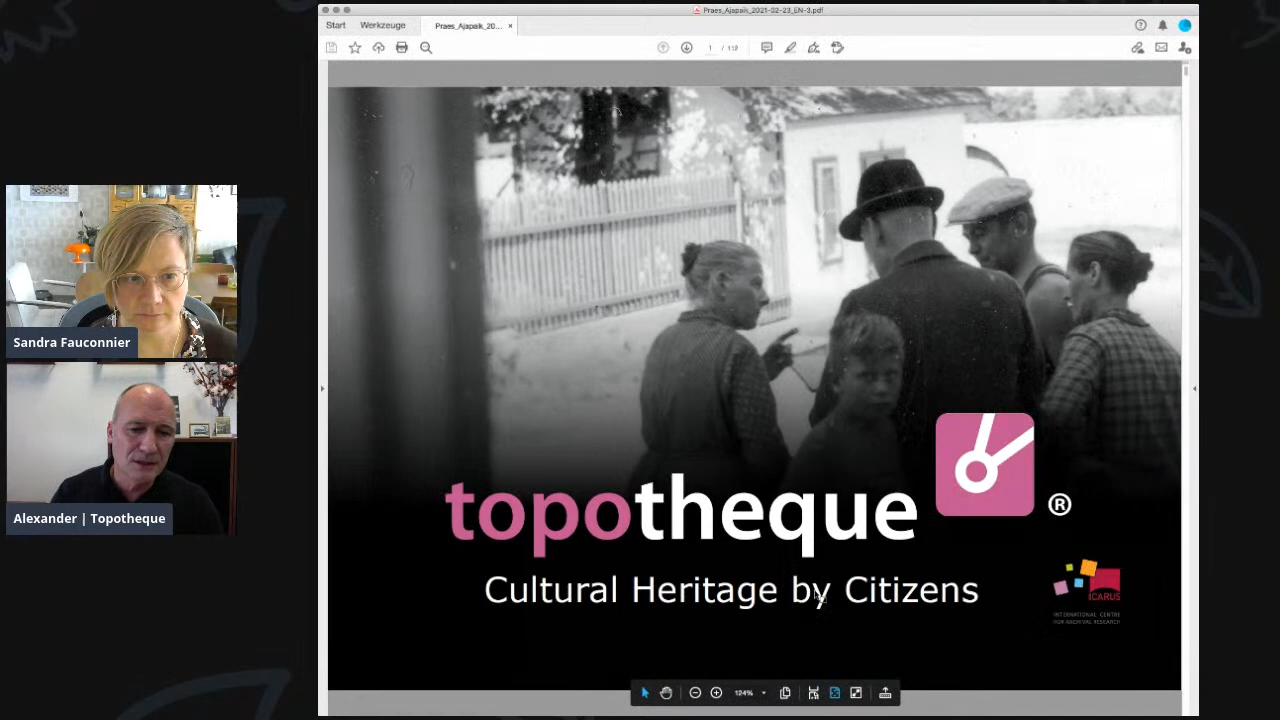 Praes_Ajapaik_2021-02-23_EN-3.pdf
Start Werkzeuge Praes_Ajapaik_20... ×
1 / 112
Sandra Fauconnier
Alexander | Topotheque
topotheque ®
Cultural Heritage by Citizens
ICARUS
INTERNATIONAL CENTRE
FOR ARCHIVAL RESEARCH
124%